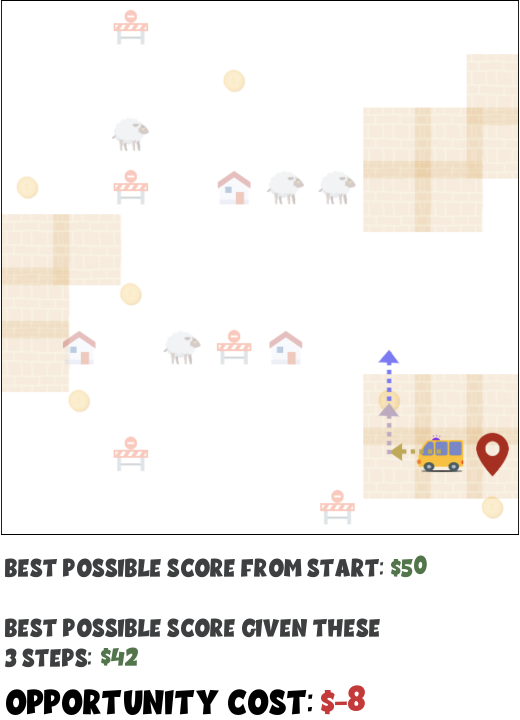 BEST POSSIBLE SCORE FROM START: $50
BEST POSSIBLE SCORE GIVEN THESE
3 STEPS: $42
OPPORTUNITY COST: $-8